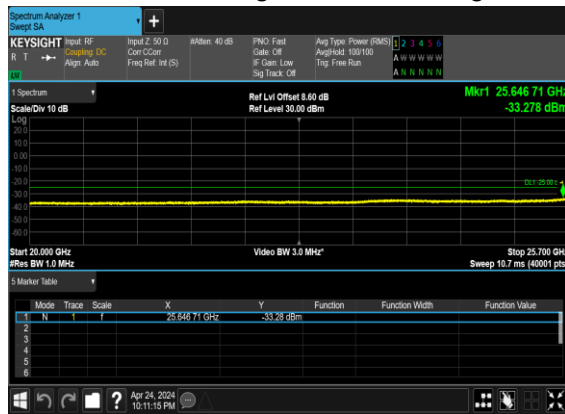 Spectrum Analyzer 1
Swept SA
+
KEYSIGHT Input: RF Input Z: 50 Ω #Atten: 40 dB PNO: Fast Avg Type: Power (RMS) 1 2 3 4 5 6
R T Coupling: DC Corr CCorr Gate: Off Avg|Hold: 100/100 A W W W W W
Align: Auto Freq Ref: Int (S) IF Gain: Low Trig: Free Run A N N N N N
Sig Track: Off
LW
1 Spectrum Ref Lvl Offset 8.60 dB Mkr1 25.646 71 GHz
Scale/Div 10 dB Ref Level 30.00 dBm -33.278 dBm
Log
20.0
10.0
0.00
-10.0
-20.0
DL1 -25.00
-30.0
-40.0
-50.0
-60.0
Start 20.000 GHz Video BW 3.0 MHz* Stop 25.700 GHz
#Res BW 1.0 MHz Sweep 10.7 ms (40001 pts
5 Marker Table
Mode Trace Scale X Y Function Function Width Function Value
1 N 1 f 25.646 71 GHz -33.28 dBm
2
3
4
5
6
? Apr 24, 2024
10:11:15 PM